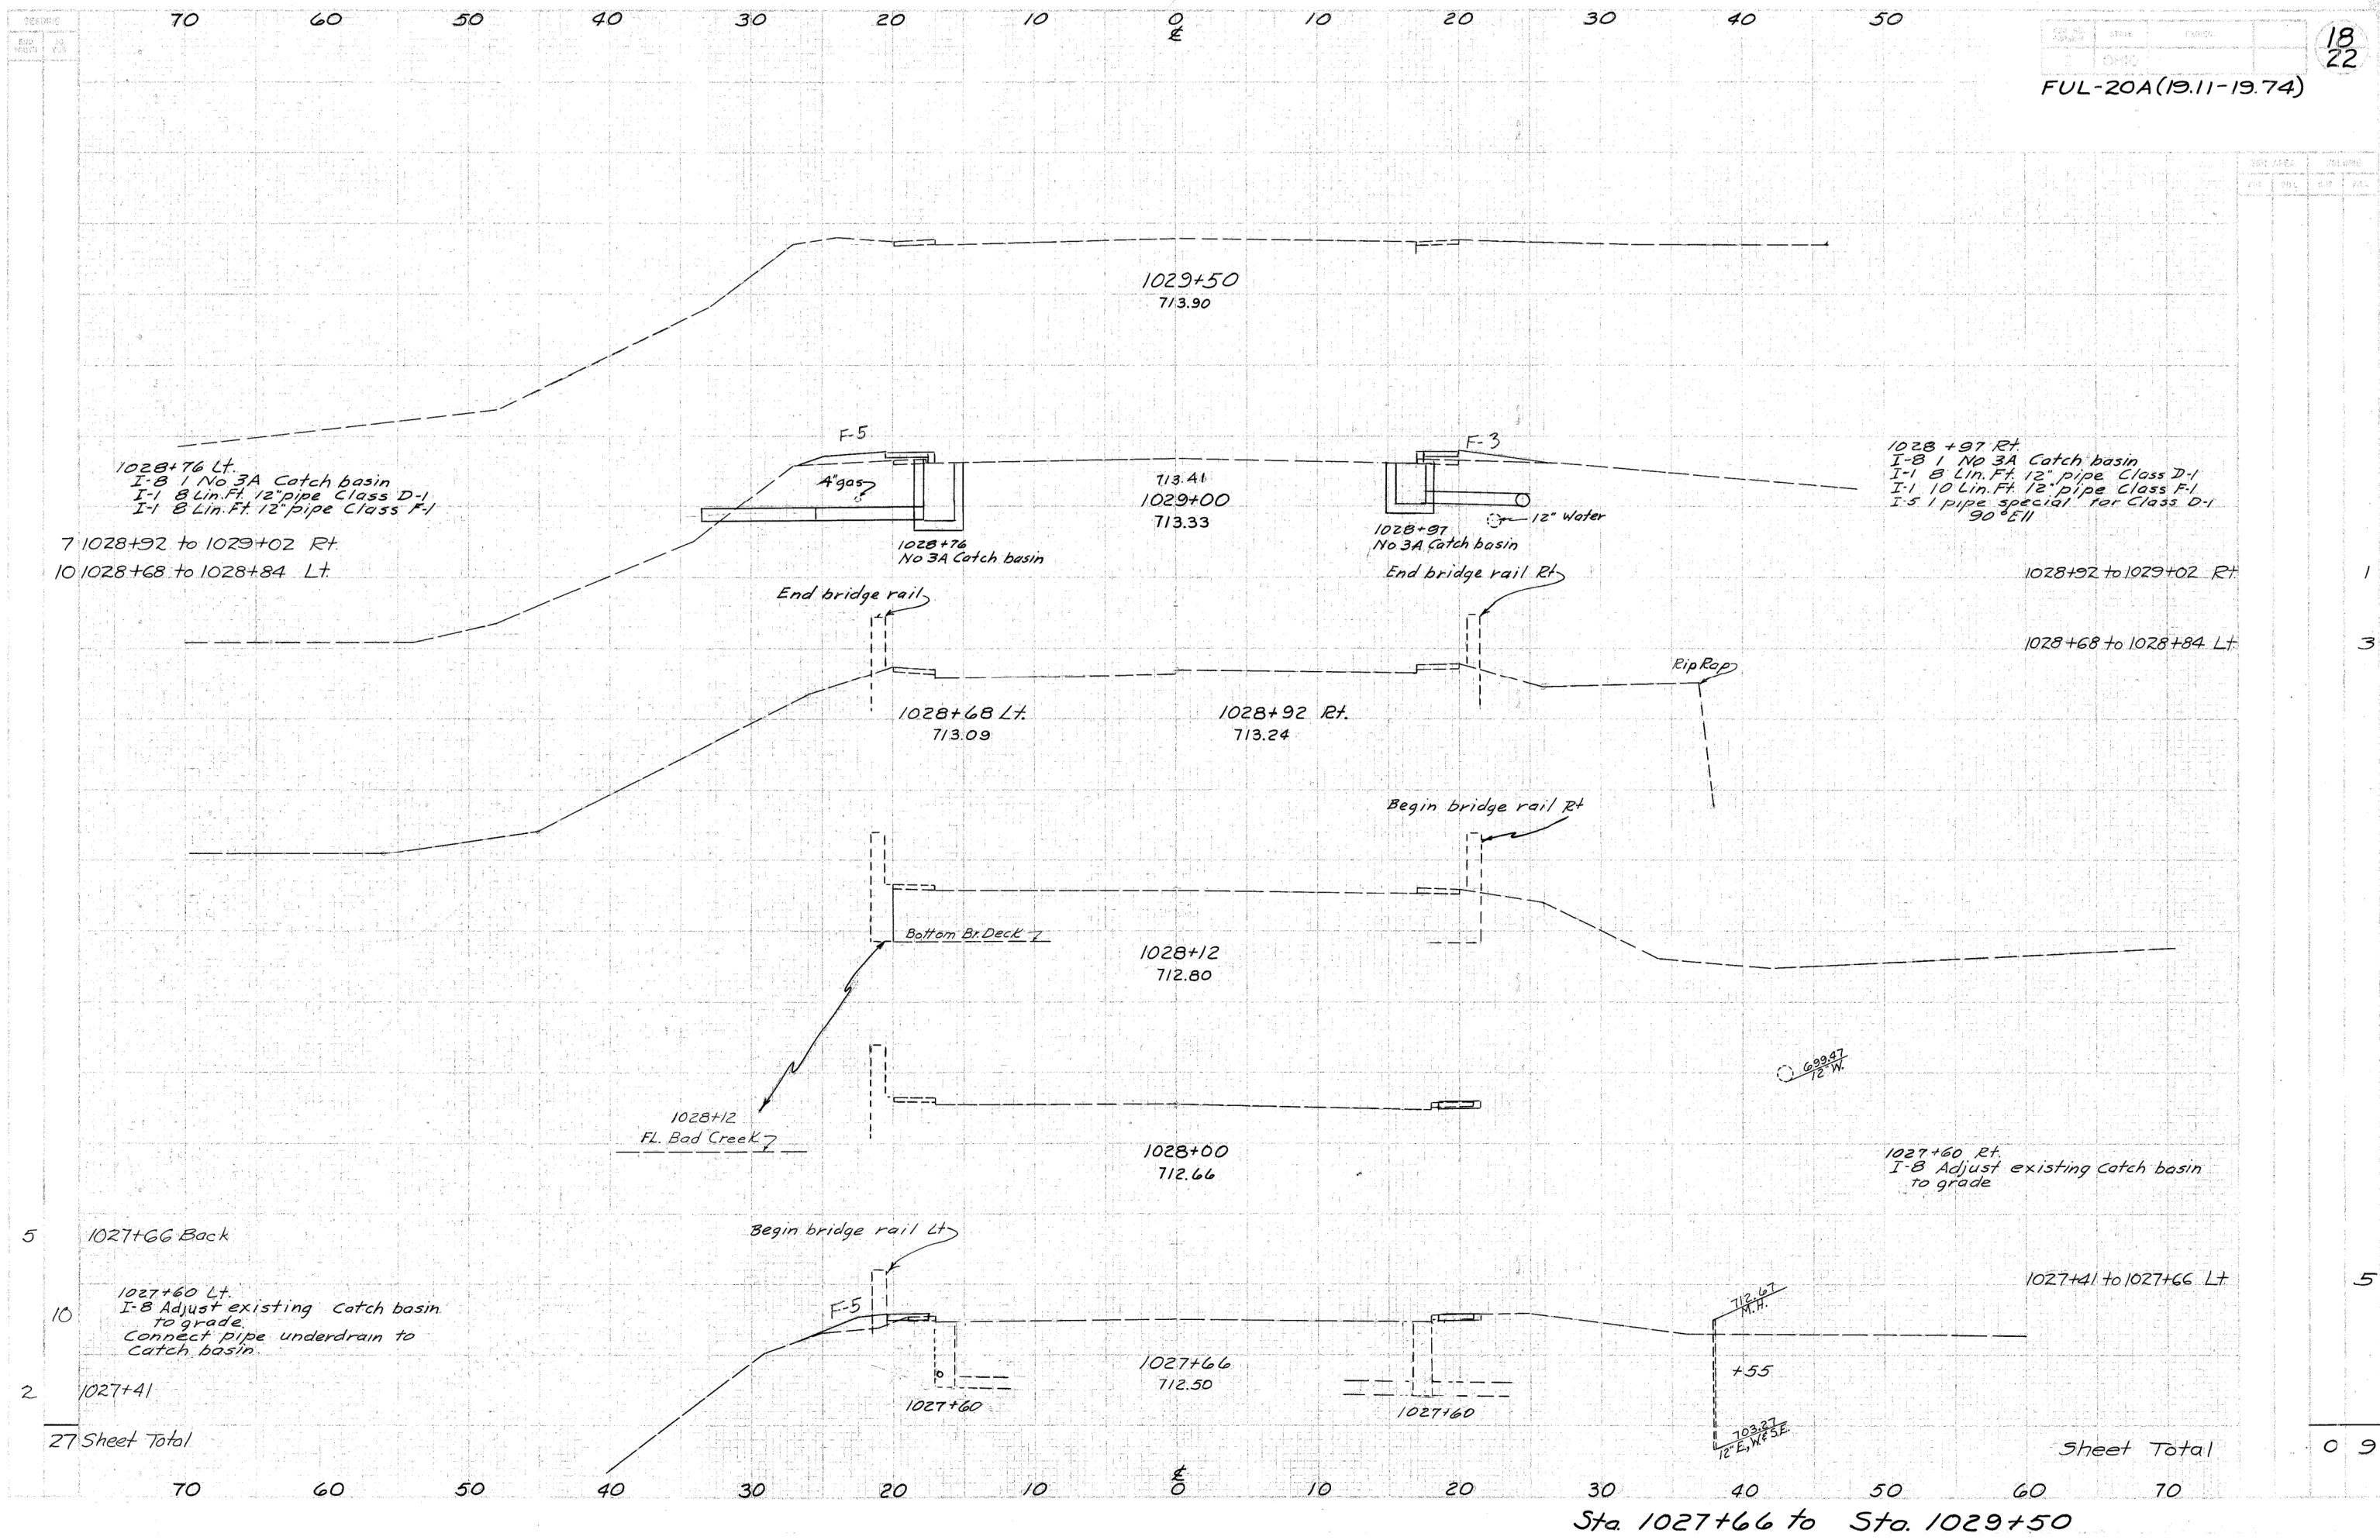 70 60 50 40 30 20 10 0 10 20 30 40 50
℄
18
22
OHIO
FUL-20A(19.11-19.74)
END AREA VOLUME
1029+50
713.90
F-5
F-3
1028+76 Lt.
I-8 1 No 3A Catch basin
I-1 8 Lin.Ft. 12" pipe Class D-1
I-1 8 Lin.Ft. 12" pipe Class F-1
4" gas
713.41
1029+00
713.33
12" Water
1028+97 Rt.
I-8 1 No 3A Catch basin
I-1 8 Lin.Ft. 12" pipe Class D-1
I-1 10 Lin.Ft. 12" pipe Class F-1
I-5 1 pipe special for Class D-1
90° Ell
1028+76
No 3A Catch basin
1028+97
No 3A Catch basin
7 1028+92 to 1029+02 Rt.
10 1028+68 to 1028+84 Lt.
1028+92 to 1029+02 Rt 1
End bridge rail
End bridge rail Rt
1028+68 to 1028+84 Lt. 3
Rip Rap
1028+68 Lt.
713.09
1028+92 Rt.
713.24
Begin bridge rail Rt
Bottom Br. Deck
1028+12
712.80
699.47
12" W.
1028+12
FL. Bad Creek
1028+00
712.66
1027+60 Rt.
I-8 Adjust existing catch basin
to grade
5 1027+66 Back
Begin bridge rail Lt
1027+41 to 1027+66 Lt 5
10
1027+60 Lt.
I-8 Adjust existing Catch basin
to grade.
Connect pipe underdrain to
Catch basin.
F-5
712.67
M.H.
1027+66
712.50
+55
1027+60
1027+60
2 1027+41
703.27
12" E, W & S.E.
27 Sheet Total
Sheet Total 0 9
70 60 50 40 30 20 10 0 10 20 30 40 50 60 70
℄
Sta. 1027+66 to Sta. 1029+50